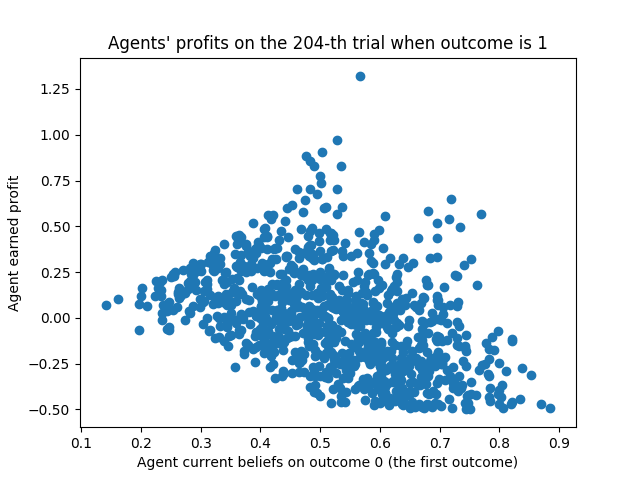 Agents' profits on the 204-th trial when outcome is 1
1.25
1.00
0.75
0.50
0.25
0.00
−0.25
−0.50
Agent earned profit
0.1 0.2 0.3 0.4 0.5 0.6 0.7 0.8 0.9
Agent current beliefs on outcome 0 (the first outcome)